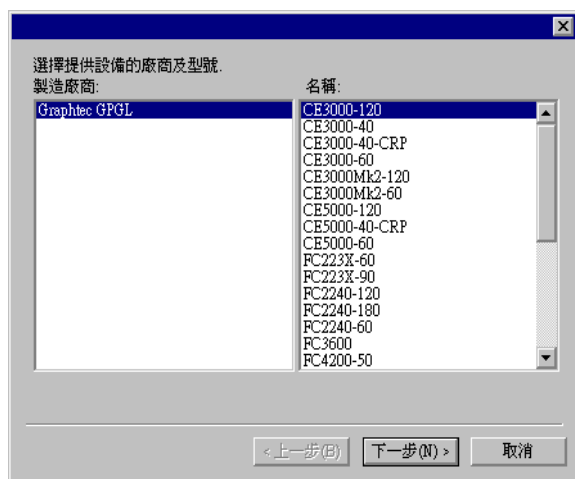 選擇提供設備的廠商及型號.
製造廠商:
名稱:
Graphtec GPGL
CE3000-120
CE3000-40
CE3000-40-CRP
CE3000-60
CE3000Mk2-120
CE3000Mk2-60
CE5000-120
CE5000-40-CRP
CE5000-60
FC223X-60
FC223X-90
FC2240-120
FC2240-180
FC2240-60
FC3600
FC4200-50
<上一步(B)
下一步(N) >
取消